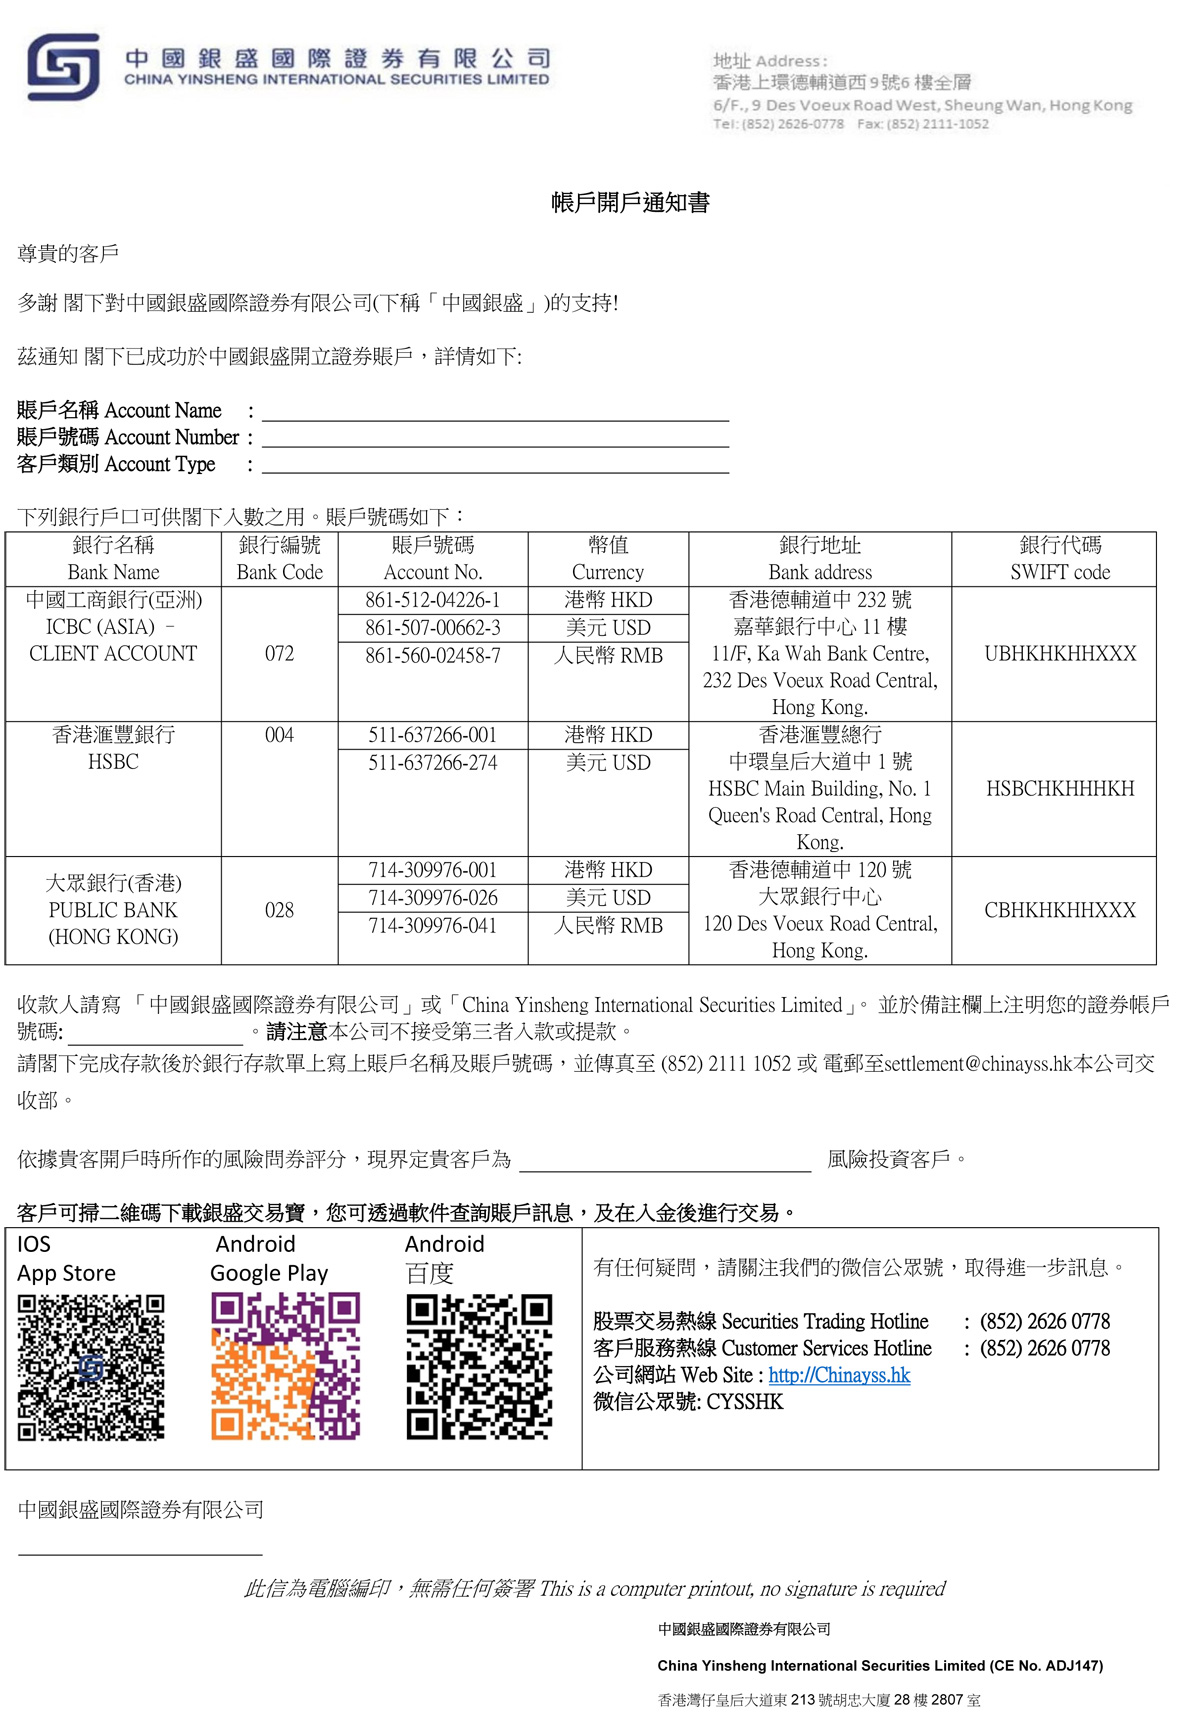 中國銀盛國際證券有限公司
CHINA YINSHENG INTERNATIONAL SECURITIES LIMITED
地址 Address :
香港上環德輔道西 9 號 6 樓全層
6/F., 9 Des Voeux Road West, Sheung Wan, Hong Kong
Tel: (852) 2626-0778 Fax: (852) 2111-1052
帳戶開戶通知書
尊貴的客戶
多謝 閣下對中國銀盛國際證券有限公司(下稱「中國銀盛」)的支持!
茲通知 閣下已成功於中國銀盛開立證券賬戶，詳情如下:
賬戶名稱 Account Name :
賬戶號碼 Account Number :
客戶類別 Account Type :
下列銀行戶口可供閣下入數之用。賬戶號碼如下：
銀行名稱 銀行编號 賬戶號碼 幣值 銀行地址 銀行代碼
Bank Name Bank Code Account No. Currency Bank address SWIFT code
中國工商銀行(亞洲) 861-512-04226-1 港幣 HKD 香港德輔道中 232 號
ICBC (ASIA) – 861-507-00662-3 美元 USD 嘉華銀行中心 11 樓
CLIENT ACCOUNT 072 861-560-02458-7 人民幣 RMB 11/F, Ka Wah Bank Centre, UBHKHKHHXXX
232 Des Voeux Road Central,
Hong Kong.
香港滙豐銀行 004 511-637266-001 港幣 HKD 香港滙豐總行
HSBC 511-637266-274 美元 USD 中環皇后大道中 1 號
HSBC Main Building, No. 1 HSBCHKHHHKH
Queen's Road Central, Hong
Kong.
大眾銀行(香港) 714-309976-001 港幣 HKD 香港德輔道中 120 號
PUBLIC BANK 028 714-309976-026 美元 USD 大眾銀行中心 CBHKHKHHXXX
(HONG KONG) 714-309976-041 人民幣 RMB 120 Des Voeux Road Central,
Hong Kong.
收款人請寫 「中國銀盛國際證券有限公司」或「China Yinsheng International Securities Limited」。 並於備註欄上注明您的證券帳戶
號碼: 。請注意本公司不接受第三者入款或提款。
請閣下完成存款後於銀行存款單上寫上賬戶名稱及賬戶號碼，並傳真至 (852) 2111 1052 或 電郵至settlement@chinayss.hk本公司交
收部。
依據貴客開戶時所作的風險問券評分，現界定貴客戶為 風險投資客戶。
客戶可掃二維碼下載銀盛交易寶，您可透過軟件查詢賬戶訊息，及在入金後進行交易。
IOS Android Android
App Store Google Play 百度
有任何疑問，請關注我們的微信公眾號，取得進一步訊息。
股票交易熱線 Securities Trading Hotline : (852) 2626 0778
客戶服務熱線 Customer Services Hotline : (852) 2626 0778
公司網站 Web Site : http://Chinayss.hk
微信公眾號: CYSSHK
中國銀盛國際證券有限公司
此信為電腦編印，無需任何簽署 This is a computer printout, no signature is required
中國銀盛國際證券有限公司
China Yinsheng International Securities Limited (CE No. ADJ147)
香港灣仔皇后大道東 213 號胡忠大廈 28 樓 2807 室